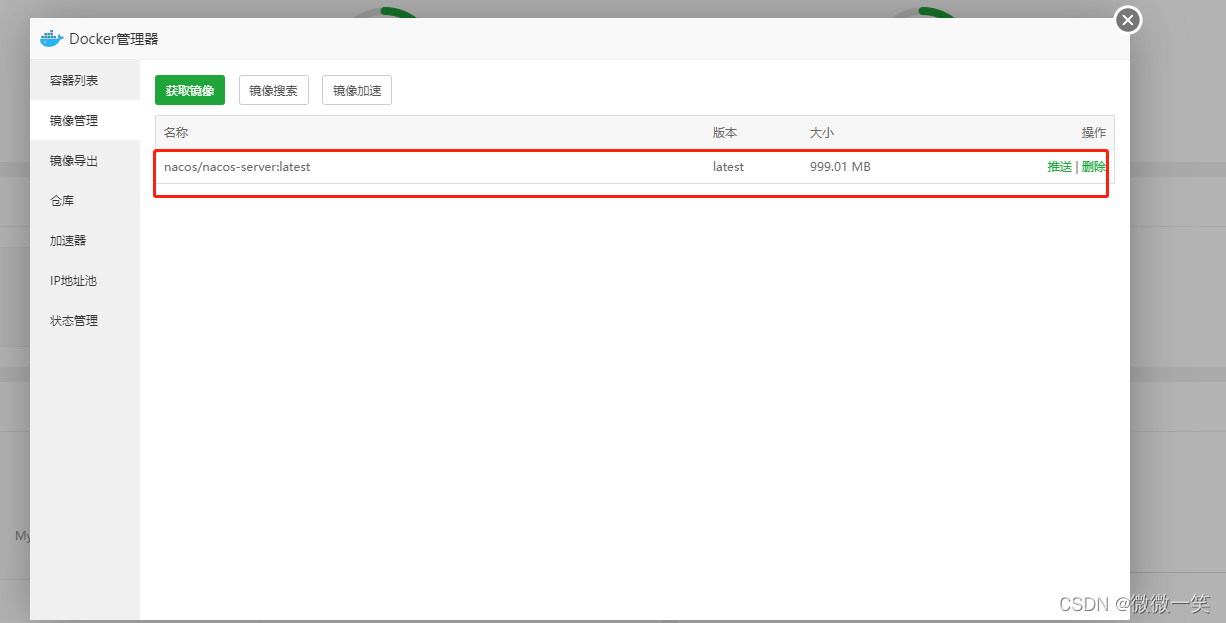 Docker管理器
容器列表
镜像管理
镜像导出
仓库
加速器
IP地址池
状态管理
获取镜像 镜像搜索 镜像加速
名称 版本 大小 操作
nacos/nacos-server:latest latest 999.01 MB 推送 | 删除
My
CSDN @微微一笑